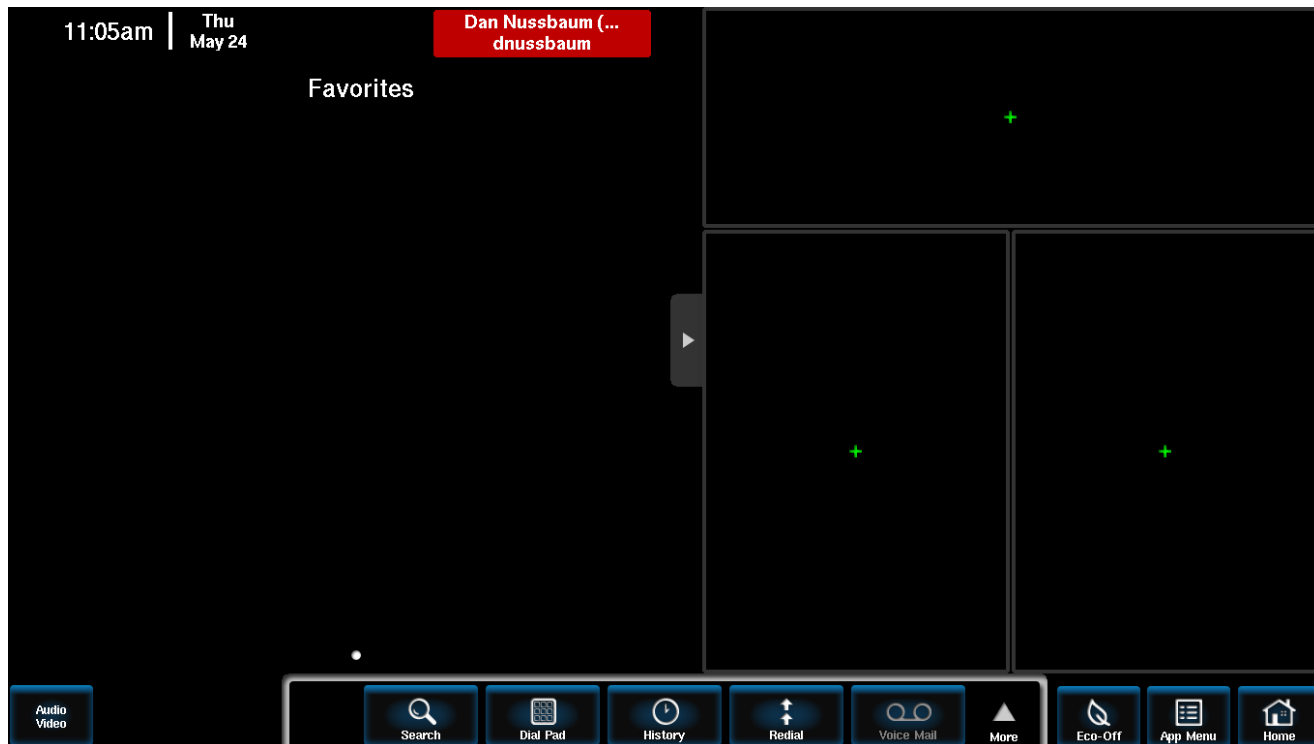 11:05am
Thu
May 24
Dan Nussbaum (...
dnussbaum
Favorites
Audio
Video
Search
Dial Pad
History
Redial
Voice Mail
More
Eco-Off
App Menu
Home